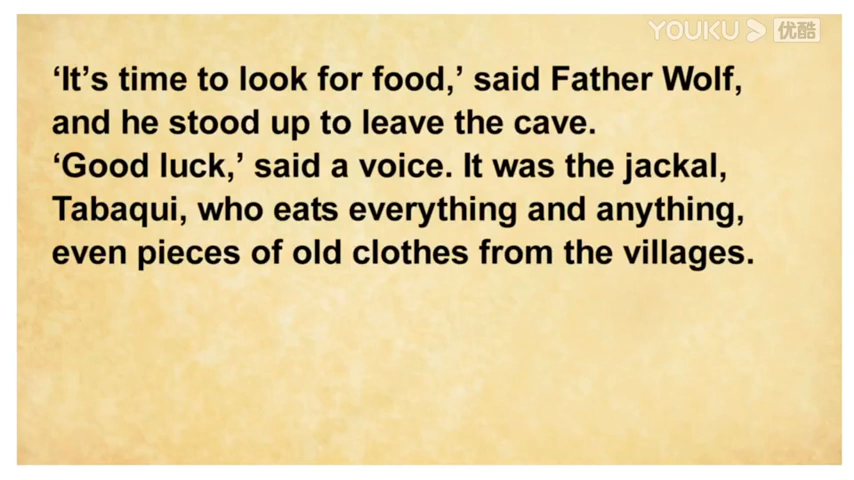 YOUKU 优酷
‘It’s time to look for food,’ said Father Wolf,
and he stood up to leave the cave.
‘Good luck,’ said a voice. It was the jackal,
Tabaqui, who eats everything and anything,
even pieces of old clothes from the villages.